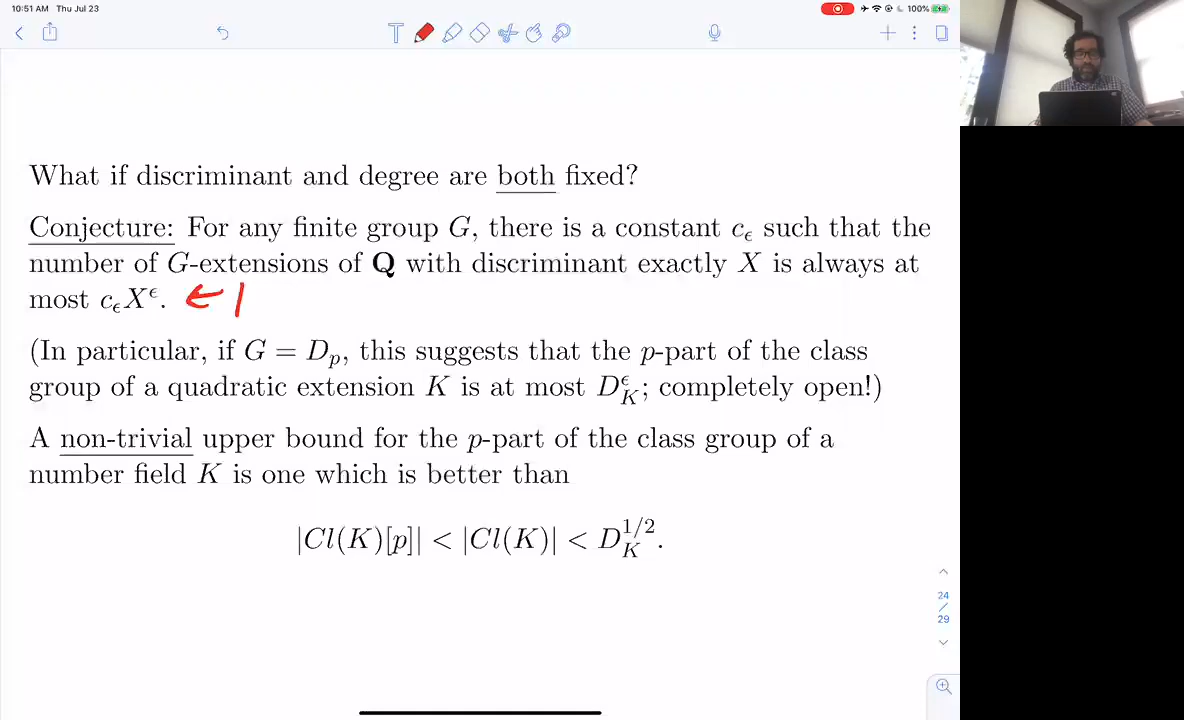 10:51 AM Thu Jul 23
100%
What if discriminant and degree are both fixed?
Conjecture: For any finite group G, there is a constant c_ϵ such that the
number of G-extensions of Q with discriminant exactly X is always at
most c_ϵX^ϵ.
(In particular, if G = D_p, this suggests that the p-part of the class
group of a quadratic extension K is at most D_K^ϵ; completely open!)
A non-trivial upper bound for the p-part of the class group of a
number field K is one which is better than
|Cl(K)[p]| < |Cl(K)| < D_K^{1/2}.
24
/
29